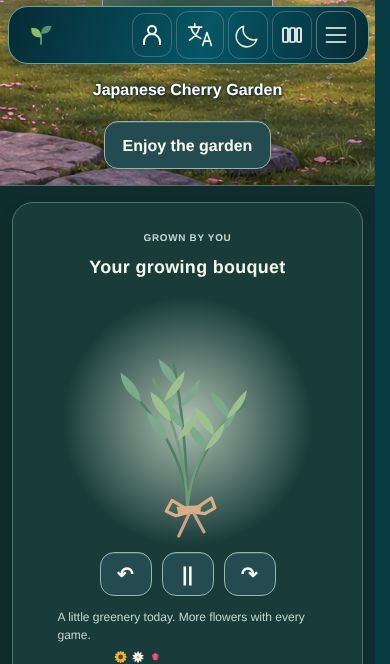 Japanese Cherry Garden
Enjoy the garden
GROWN BY YOU
Your growing bouquet
A little greenery today. More flowers with every
game.